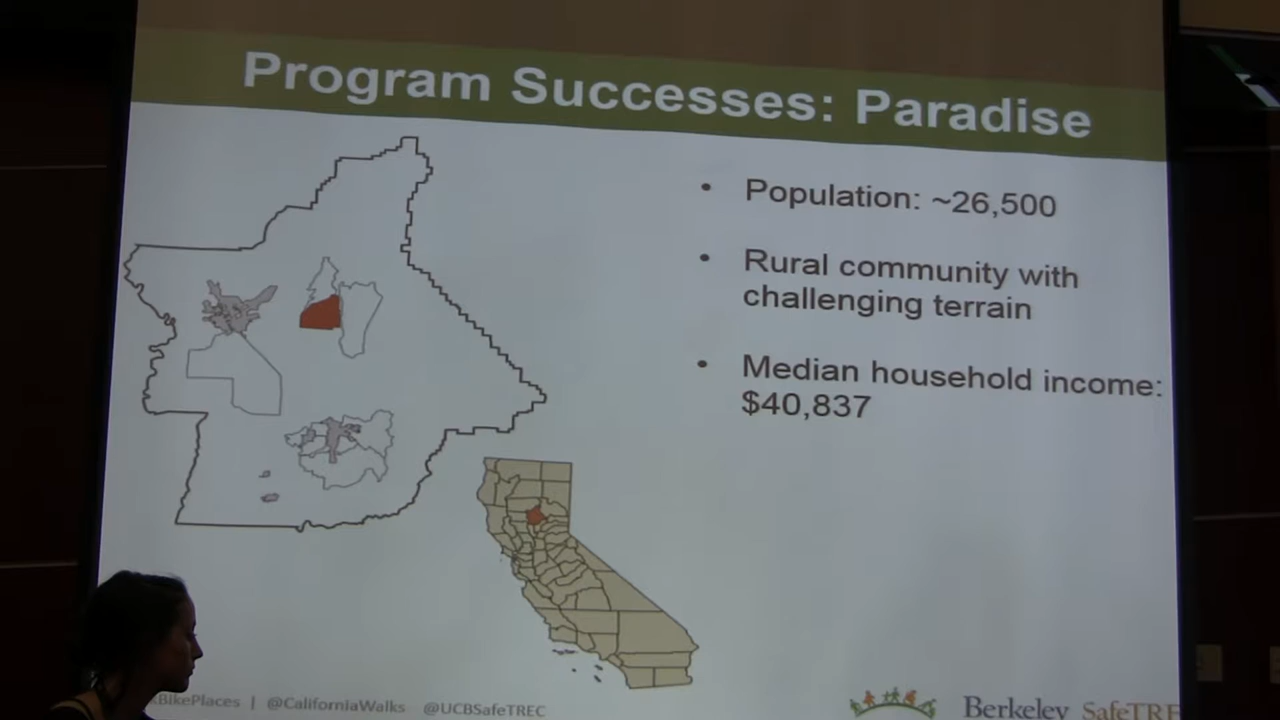 Program Successes: Paradise
• Population: ~26,500
• Rural community with
challenging terrain
• Median household income:
$40,837
BikePlaces | @CaliforniaWalks @UCBSafeTREC
Berkeley SafeTRE